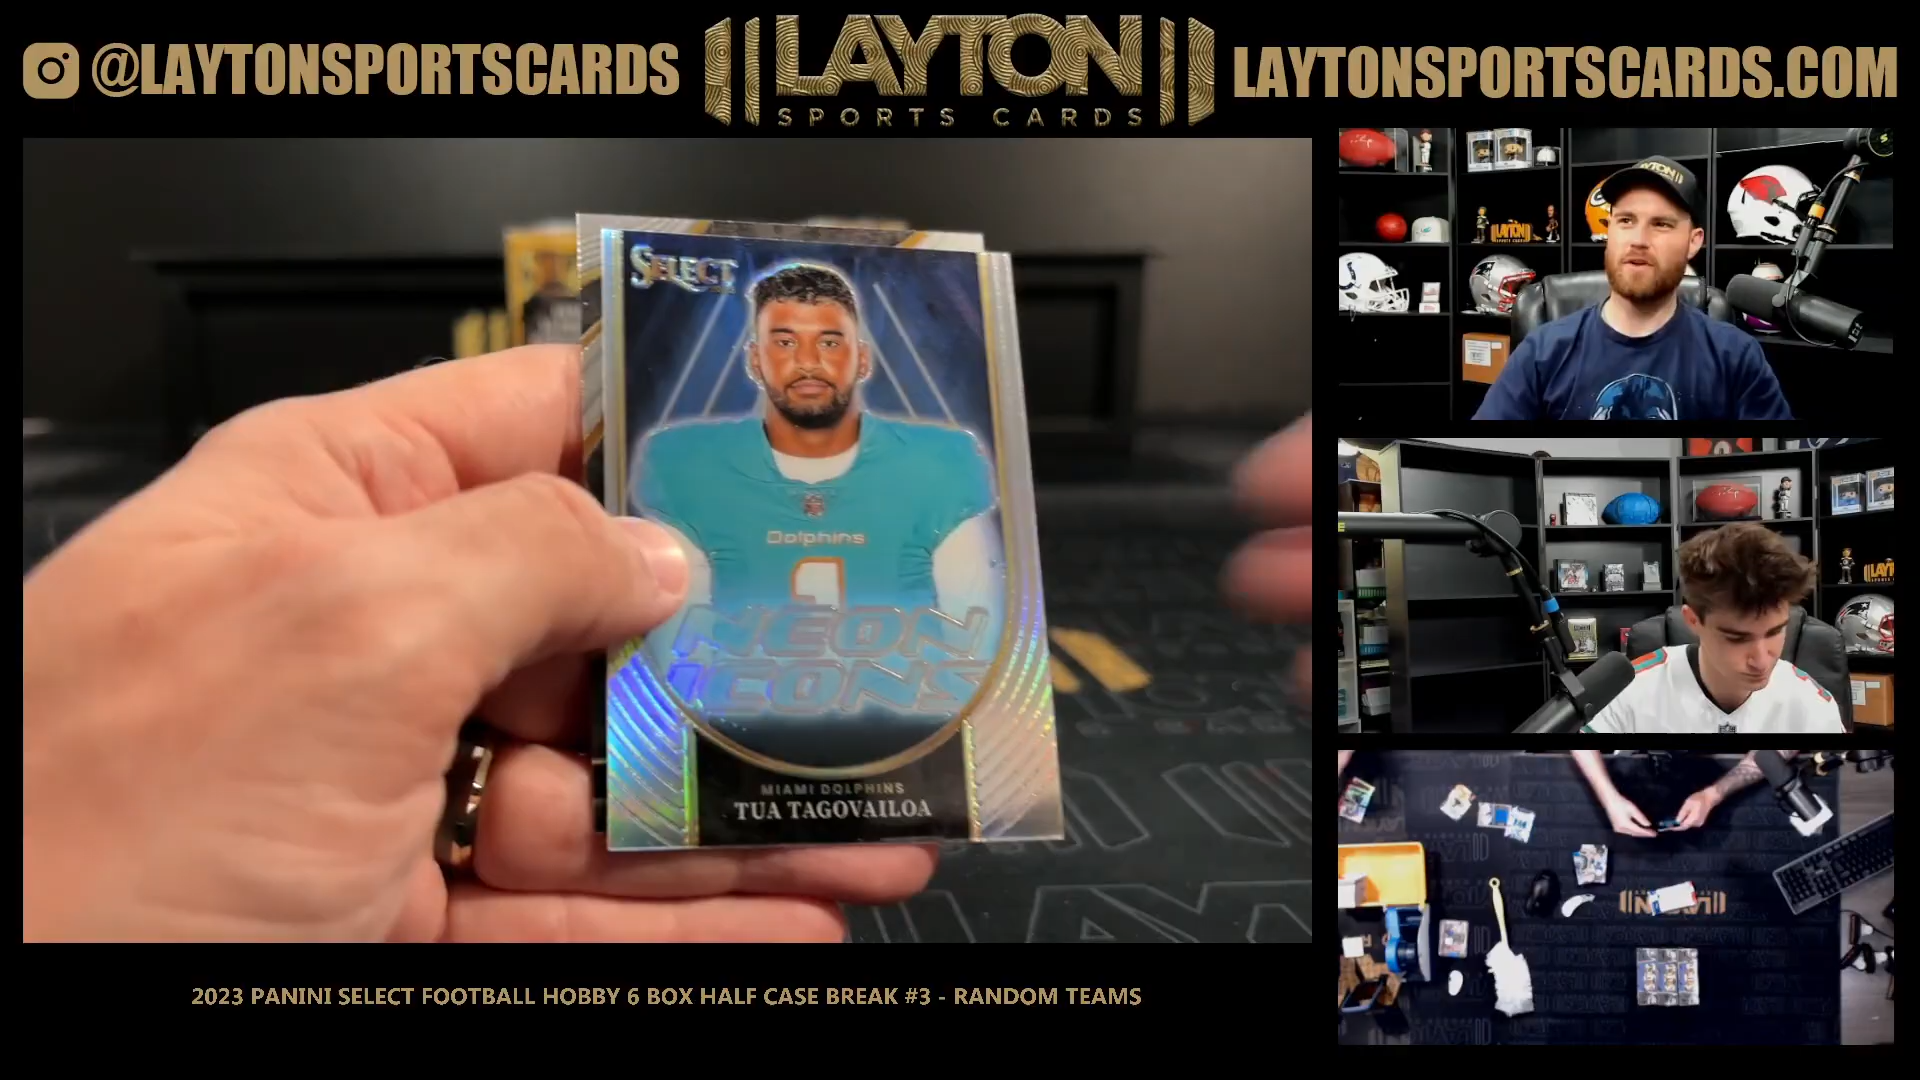 @LAYTONSPORTSCARDS
LAYTON
SPORTS CARDS
LAYTONSPORTSCARDS.COM
SELECT
Dolphins
1
NEON
ICONS
MIAMI DOLPHINS
TUA TAGOVAILOA
2023 PANINI SELECT FOOTBALL HOBBY 6 BOX HALF CASE BREAK #3 - RANDOM TEAMS